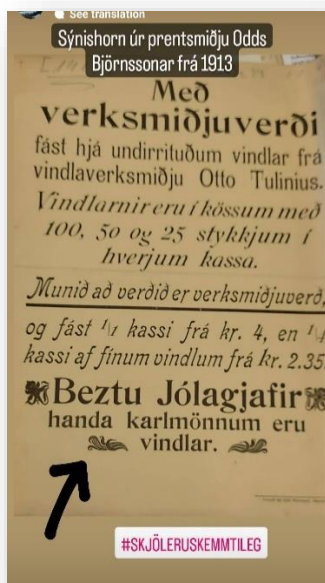 See translation
Sýnishorn úr prentsmiðju Odds
Björnssonar frá 1913
Með
verksmiðjuverði
fást hjá undirrituðum vindlar frá
vindlaverksmiðju Otto Tulinius.
Vindlarnir eru í kössum með
100, 50 og 25 stykkjum í
hverjum kassa.
Munið að verðið er verksmiðjuverð.
og fást 1/1 kassi frá kr. 4, en
kassi af fínum vindlum frá kr. 2.35.
Beztu Jólagjafir
handa karlmönnum eru
vindlar.
#SKJÖLERUSKEMMTILEG